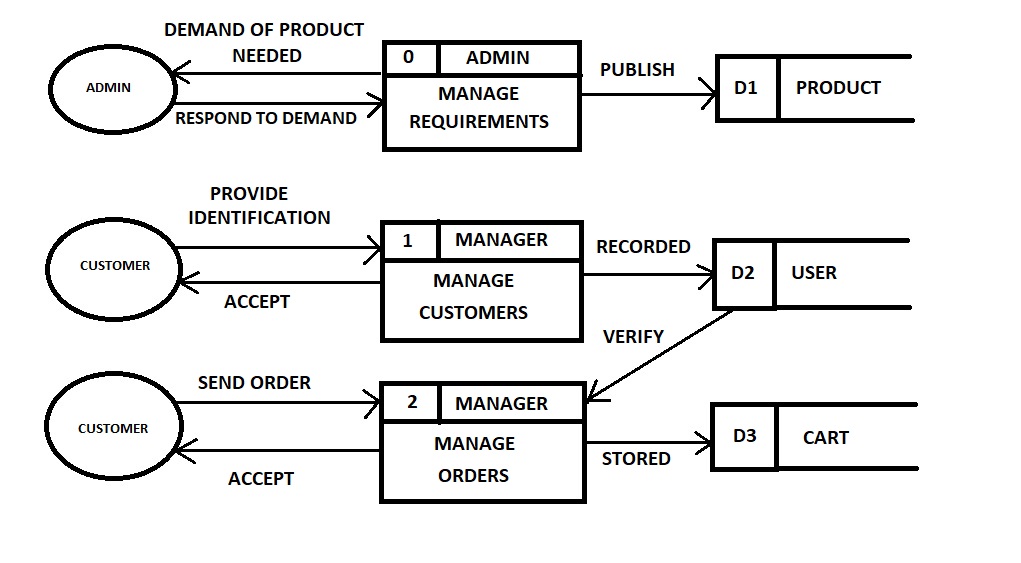 DEMAND OF PRODUCT
NEEDED
ADMIN
RESPOND TO DEMAND
0 ADMIN
MANAGE
REQUIREMENTS
PUBLISH
D1 PRODUCT
PROVIDE
IDENTIFICATION
CUSTOMER
ACCEPT
1 MANAGER
MANAGE
CUSTOMERS
RECORDED
D2 USER
VERIFY
SEND ORDER
CUSTOMER
ACCEPT
2 MANAGER
MANAGE
ORDERS
STORED
D3 CART